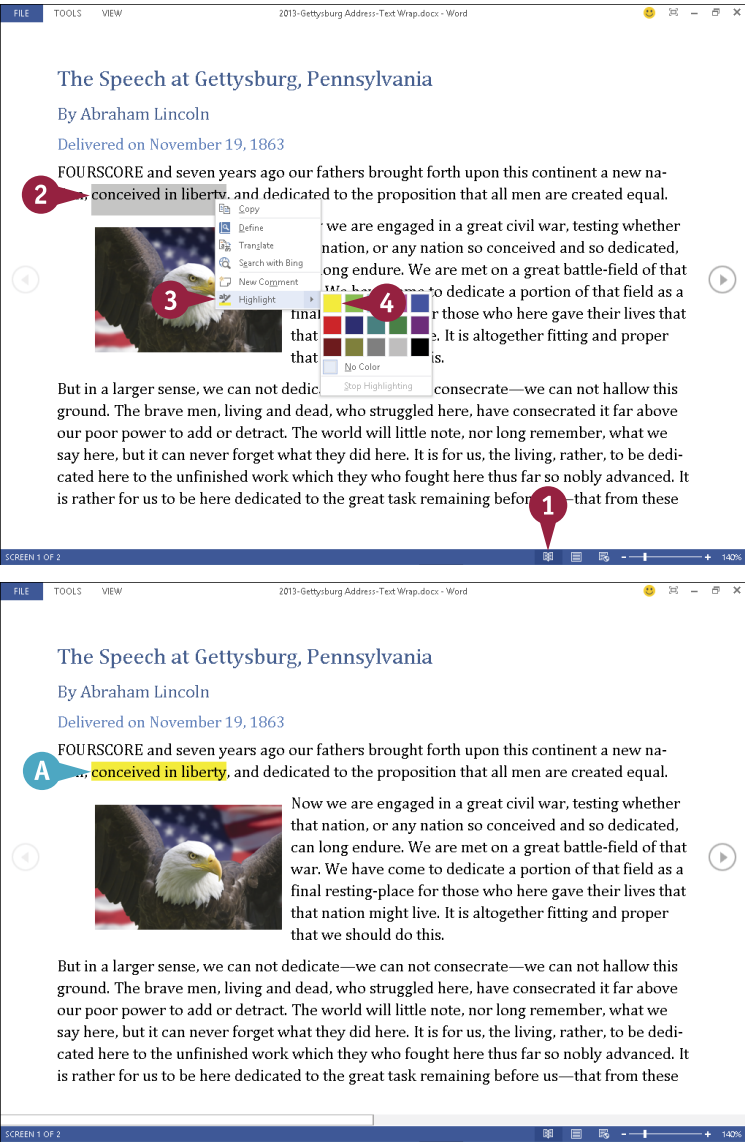 FILE TOOLS VIEW 2013-Gettysburg Address-Text Wrap.docx - Word
The Speech at Gettysburg, Pennsylvania
By Abraham Lincoln
Delivered on November 19, 1863
FOURSCORE and seven years ago our fathers brought forth upon this continent a new na-
2 conceived in liberty, and dedicated to the proposition that all men are created equal.
Copy
we are engaged in a great civil war, testing whether
Define
Translate
nation, or any nation so conceived and so dedicated,
Search with Bing
long endure. We are met on a great battle-field of that
New Comment
to dedicate a portion of that field as a
3 Highlight 4
final for those who here gave their lives that
that It is altogether fitting and proper
that is.
No Color
Stop Highlighting
But in a larger sense, we can not dedic consecrate—we can not hallow this
ground. The brave men, living and dead, who struggled here, have consecrated it far above
our poor power to add or detract. The world will little note, nor long remember, what we
say here, but it can never forget what they did here. It is for us, the living, rather, to be dedi-
cated here to the unfinished work which they who fought here thus far so nobly advanced. It
is rather for us to be here dedicated to the great task remaining befor —that from these
1
SCREEN 1 OF 2 140%
FILE TOOLS VIEW 2013-Gettysburg Address-Text Wrap.docx - Word
The Speech at Gettysburg, Pennsylvania
By Abraham Lincoln
Delivered on November 19, 1863
FOURSCORE and seven years ago our fathers brought forth upon this continent a new na-
A conceived in liberty, and dedicated to the proposition that all men are created equal.
Now we are engaged in a great civil war, testing whether
that nation, or any nation so conceived and so dedicated,
can long endure. We are met on a great battle-field of that
war. We have come to dedicate a portion of that field as a
final resting-place for those who here gave their lives that
that nation might live. It is altogether fitting and proper
that we should do this.
But in a larger sense, we can not dedicate—we can not consecrate—we can not hallow this
ground. The brave men, living and dead, who struggled here, have consecrated it far above
our poor power to add or detract. The world will little note, nor long remember, what we
say here, but it can never forget what they did here. It is for us, the living, rather, to be dedi-
cated here to the unfinished work which they who fought here thus far so nobly advanced. It
is rather for us to be here dedicated to the great task remaining before us—that from these
SCREEN 1 OF 2 140%